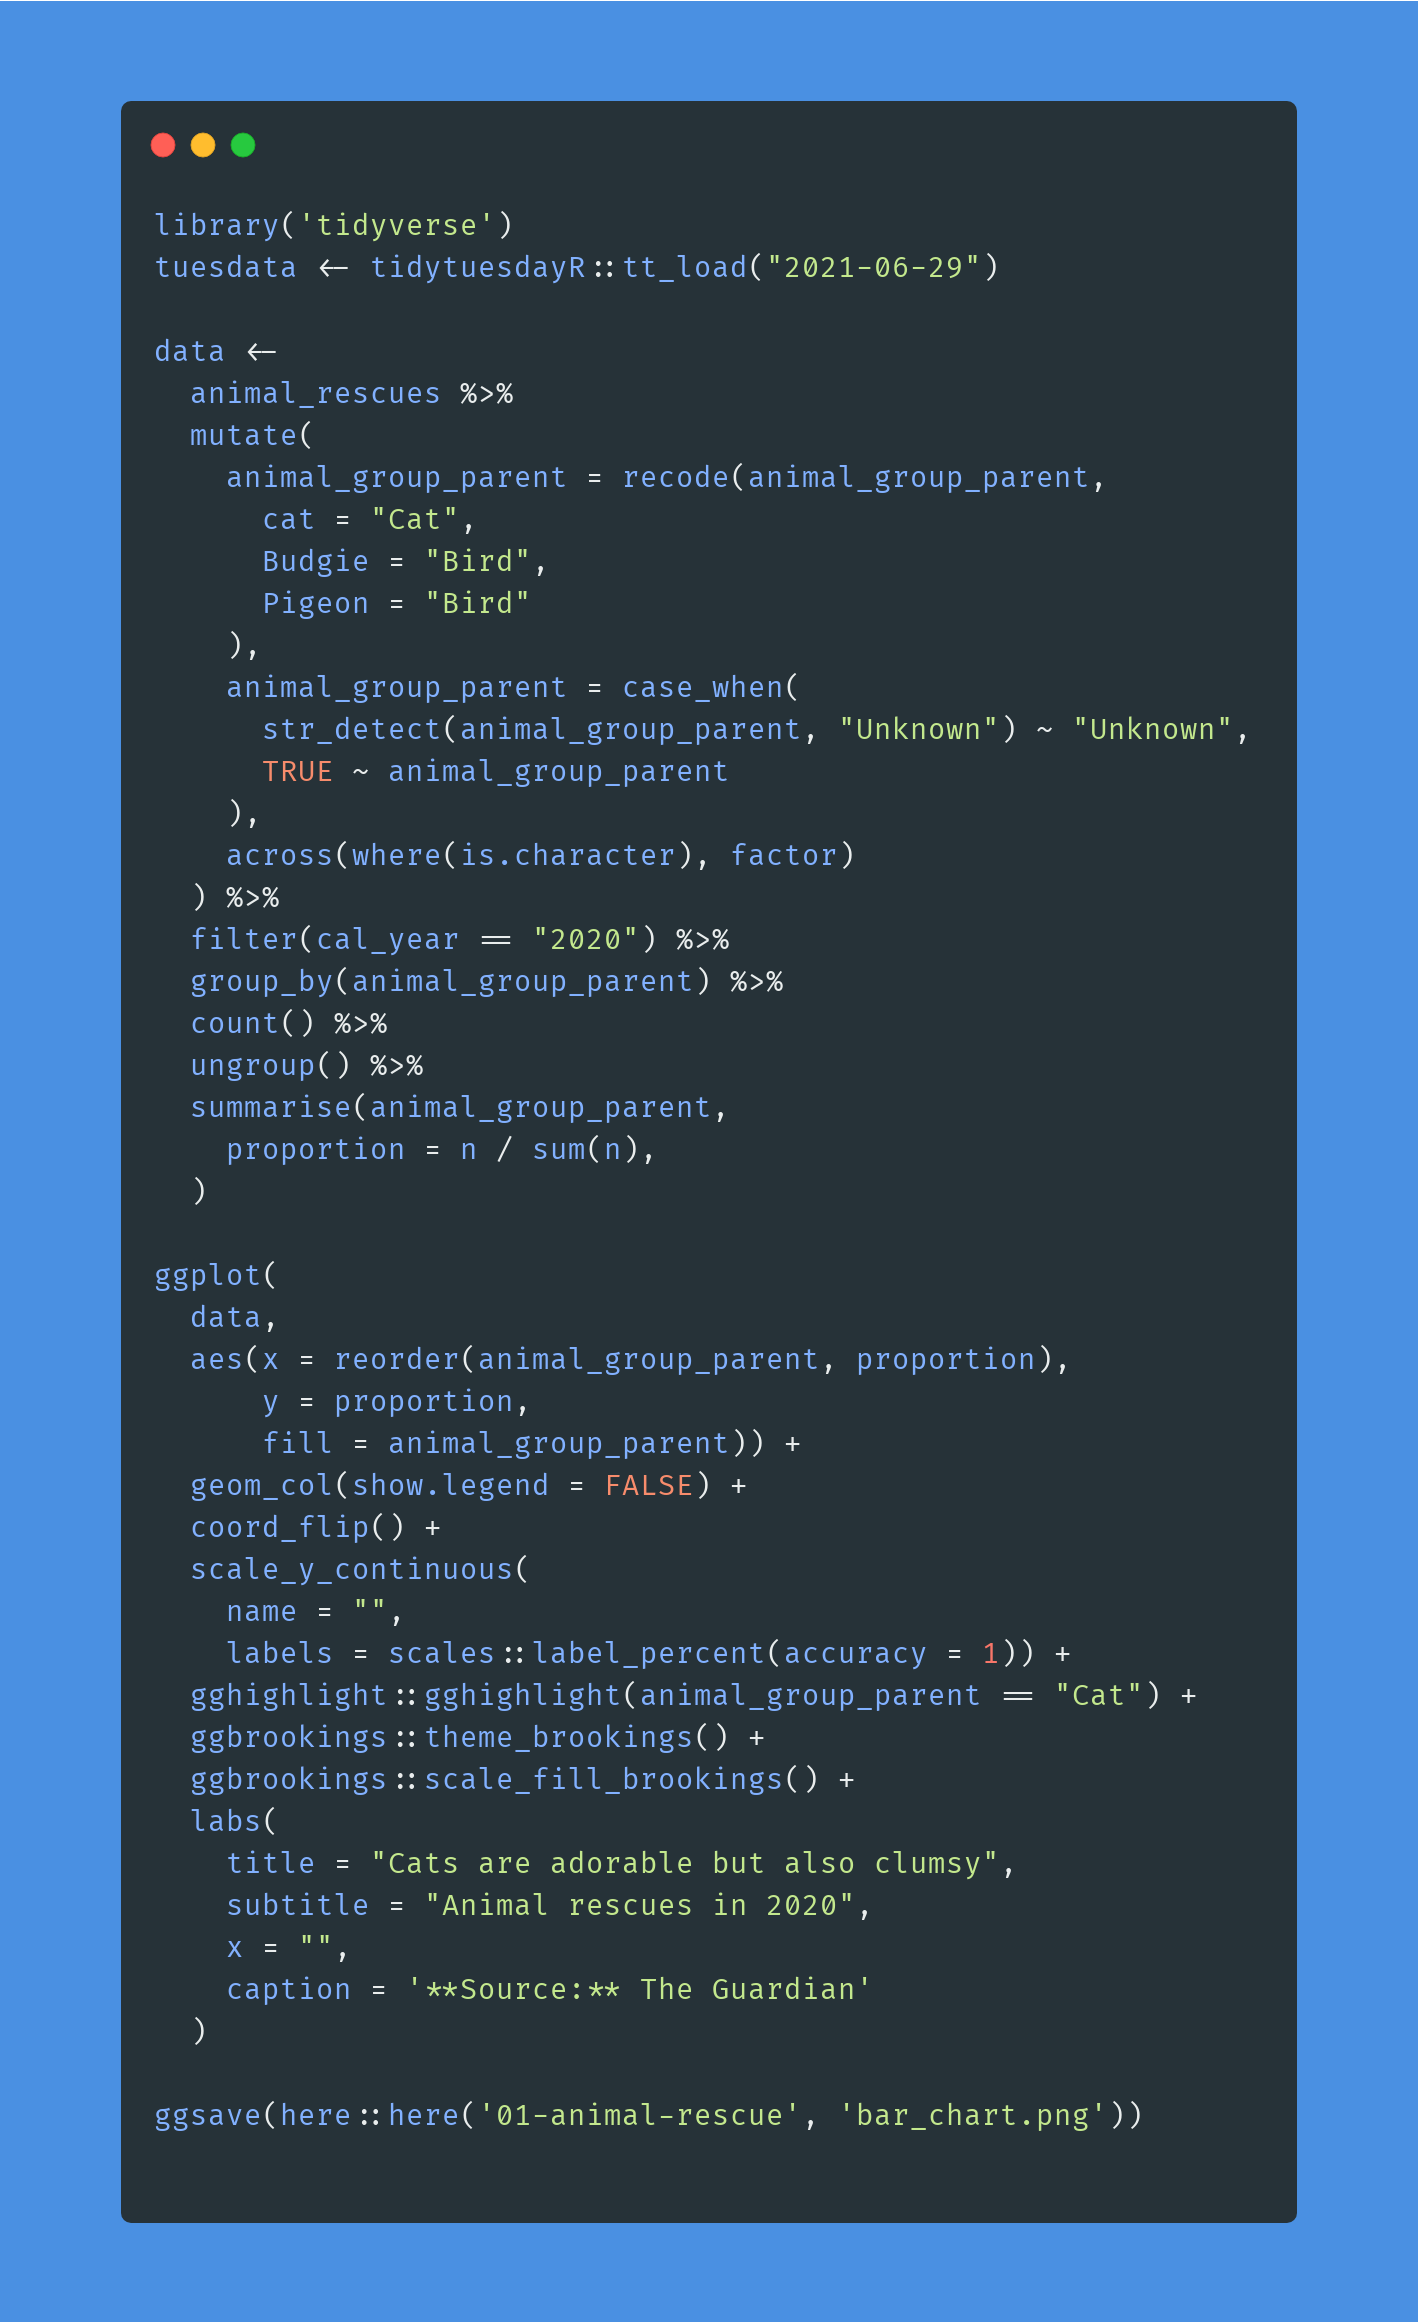 library('tidyverse')
tuesdata <- tidytuesdayR::tt_load("2021-06-29")

data <-
  animal_rescues %>%
  mutate(
    animal_group_parent = recode(animal_group_parent,
      cat = "Cat",
      Budgie = "Bird",
      Pigeon = "Bird"
    ),
    animal_group_parent = case_when(
      str_detect(animal_group_parent, "Unknown") ~ "Unknown",
      TRUE ~ animal_group_parent
    ),
    across(where(is.character), factor)
  ) %>%
  filter(cal_year == "2020") %>%
  group_by(animal_group_parent) %>%
  count() %>%
  ungroup() %>%
  summarise(animal_group_parent,
    proportion = n / sum(n),
  )

ggplot(
  data,
  aes(x = reorder(animal_group_parent, proportion),
      y = proportion,
      fill = animal_group_parent)) +
  geom_col(show.legend = FALSE) +
  coord_flip() +
  scale_y_continuous(
    name = "",
    labels = scales::label_percent(accuracy = 1)) +
  gghighlight::gghighlight(animal_group_parent == "Cat") +
  ggbrookings::theme_brookings() +
  ggbrookings::scale_fill_brookings() +
  labs(
    title = "Cats are adorable but also clumsy",
    subtitle = "Animal rescues in 2020",
    x = "",
    caption = '**Source:** The Guardian'
  )

ggsave(here::here('01-animal-rescue', 'bar_chart.png'))